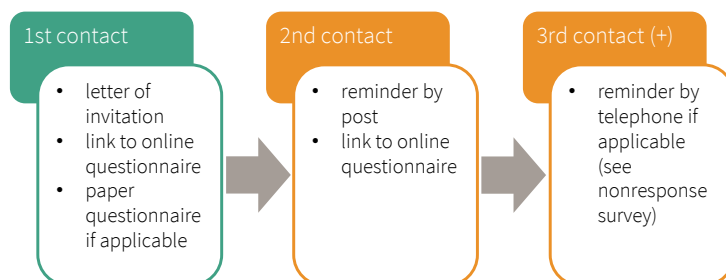 1st contact
• letter of
invitation
• link to online
questionnaire
• paper
questionnaire
if applicable
2nd contact
• reminder by
post
• link to online
questionnaire
3rd contact (+)
• reminder by
telephone if
applicable
(see
nonresponse
survey)